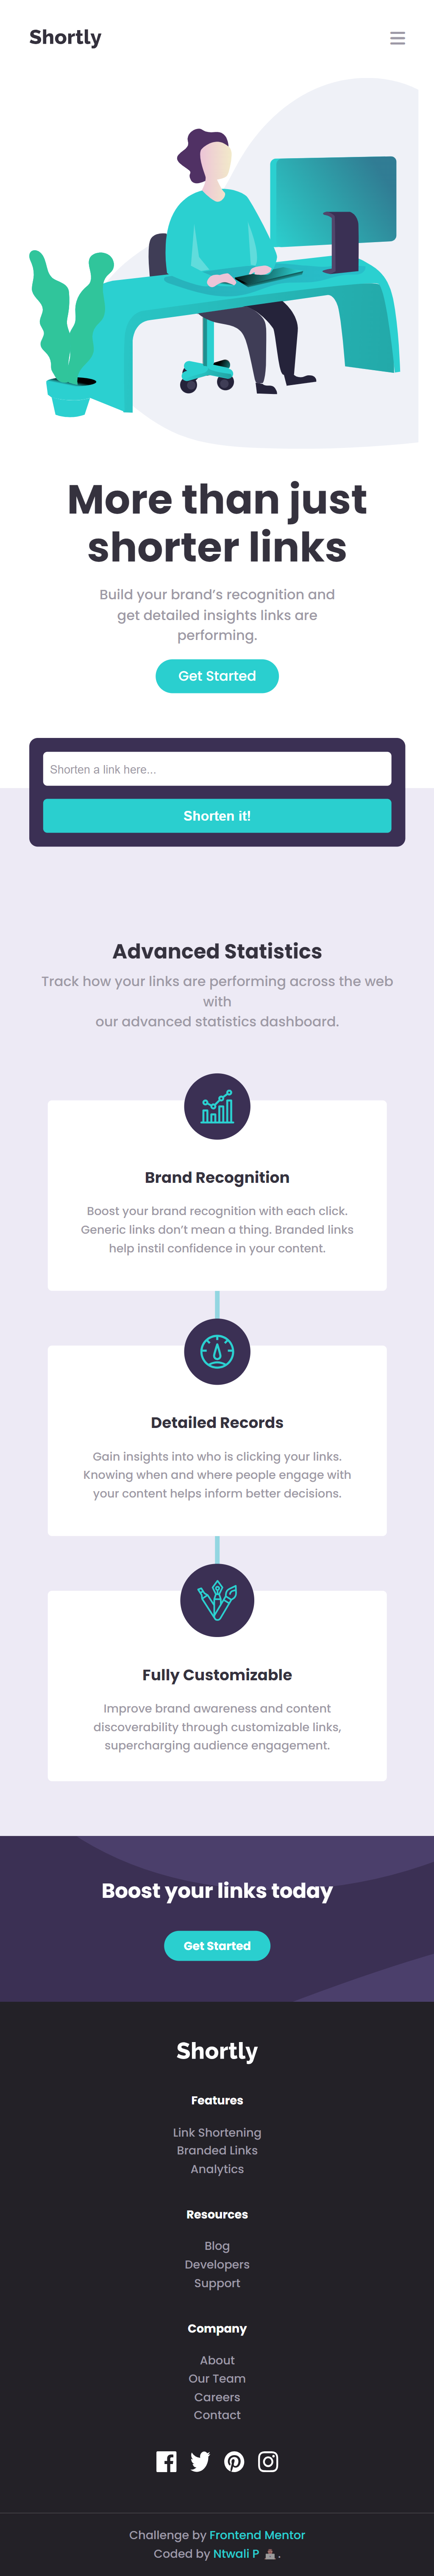 Shortly
More than just
shorter links
Build your brand’s recognition and
get detailed insights links are
performing.
Get Started
Shorten a link here...
Shorten it!
Advanced Statistics
Track how your links are performing across the web
with
our advanced statistics dashboard.
Brand Recognition
Boost your brand recognition with each click.
Generic links don’t mean a thing. Branded links
help instil confidence in your content.
Detailed Records
Gain insights into who is clicking your links.
Knowing when and where people engage with
your content helps inform better decisions.
Fully Customizable
Improve brand awareness and content
discoverability through customizable links,
supercharging audience engagement.
Boost your links today
Get Started
Shortly
Features
Link Shortening
Branded Links
Analytics
Resources
Blog
Developers
Support
Company
About
Our Team
Careers
Contact
Challenge by Frontend Mentor
Coded by Ntwali P 👨🏿‍💻 .